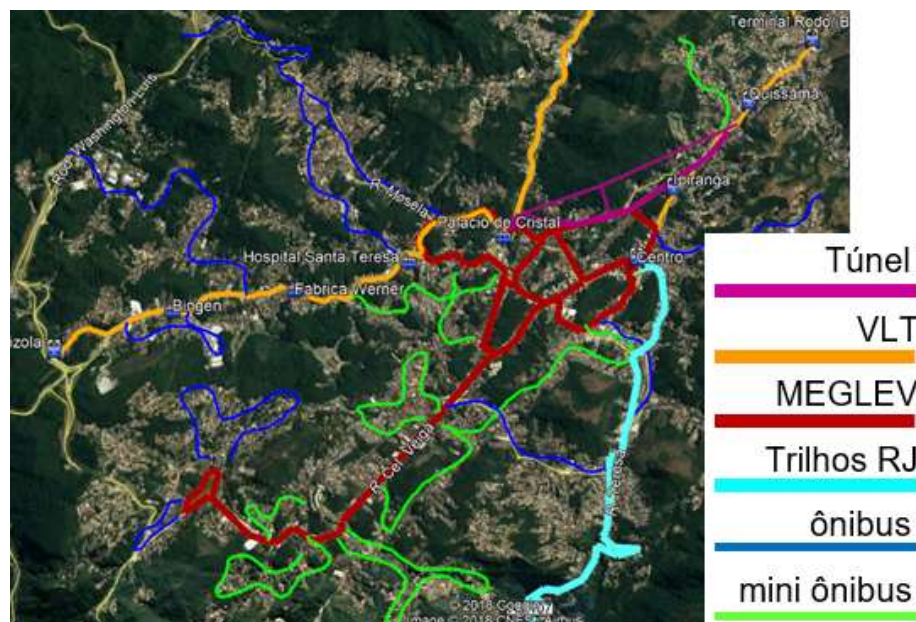 Terminal Rodov. B
Rod. Washington Luis
Quissamã
Ipiranga
R. Mosela
Palácio de Cristal
Hospital Santa Teresa
Centro
Fabrica Werner
Bingen
R. Cel. Veiga
© 2018 Google
Image © 2018 CNES / Airbus
Túnel
VLT
MEGLEV
Trilhos RJ
ônibus
mini ônibus